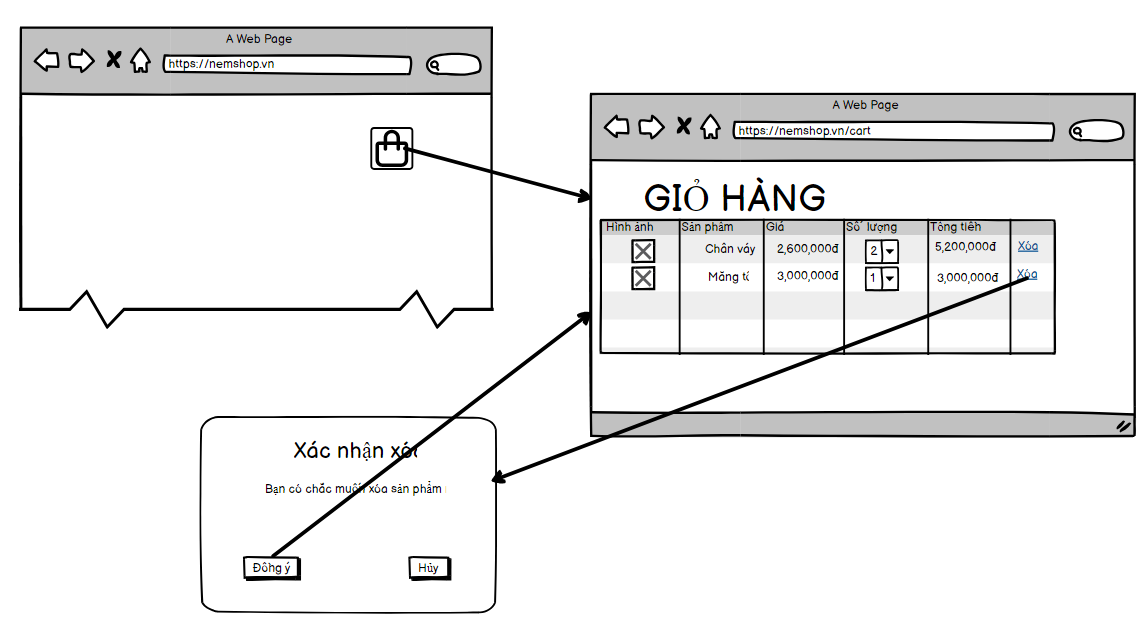 A Web Page
https://nemshop.vn
A Web Page
https://nemshop.vn/cart
GIỎ HÀNG
Hình ảnh Sản phẩm Giá Số lượng Tổng tiền
Chân váy 2,600,000đ 2 5,200,000đ Xóa
Măng tô 3,000,000đ 1 3,000,000đ Xóa
Xác nhận xóa
Bạn có chắc muốn xóa sản phẩm
Đồng ý Hủy